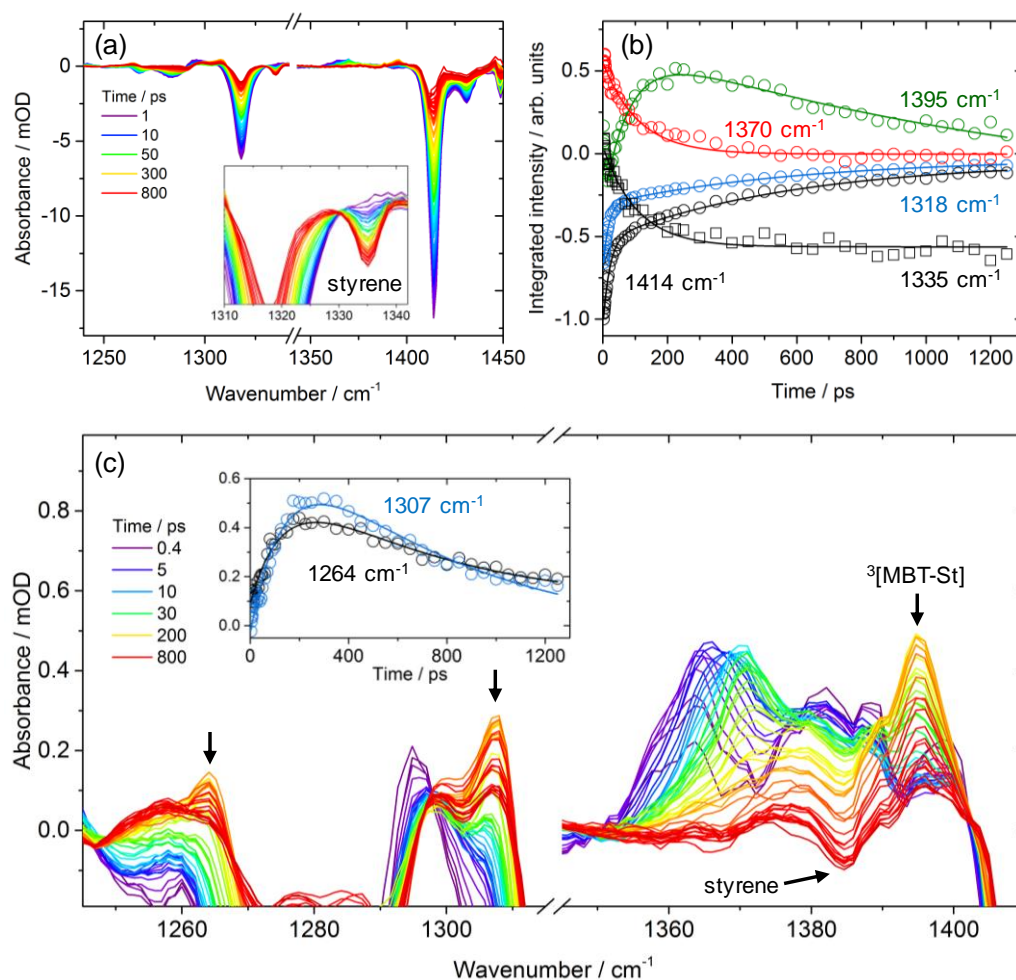 (a)
Absorbance / mOD
0
-5
-10
-15
Time / ps
1
10
50
300
800
styrene
1310 1320 1330 1340
1250 1300 1350 1400 1450
Wavenumber / cm-1
(b)
Integrated intensity / arb. units
0.5
0.0
-0.5
-1.0
1395 cm-1
1370 cm-1
1318 cm-1
1414 cm-1
1335 cm-1
0 200 400 600 800 1000 1200
Time / ps
(c)
Absorbance / mOD
0.8
0.6
0.4
0.2
0.0
Time / ps
0.4
5
10
30
200
800
0.6
0.4
0.2
0.0
1307 cm-1
1264 cm-1
0 400 800 1200
Time / ps
3[MBT-St]
styrene
1260 1280 1300 1360 1380 1400
Wavenumber / cm-1